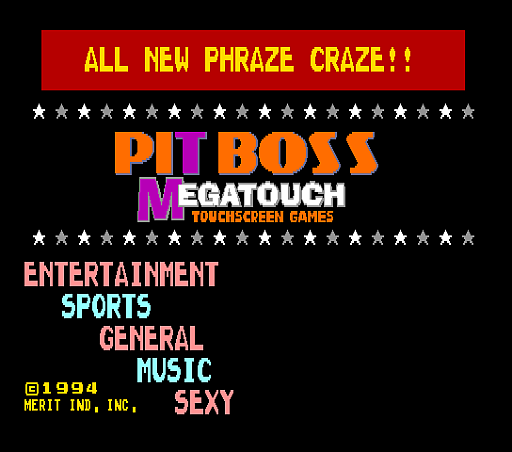 ALL NEW PHRAZE CRAZE!!
PIT BOSS
MEGATOUCH
TOUCHSCREEN GAMES
ENTERTAINMENT
SPORTS
GENERAL
MUSIC
©1994
MERIT IND. INC.
SEXY